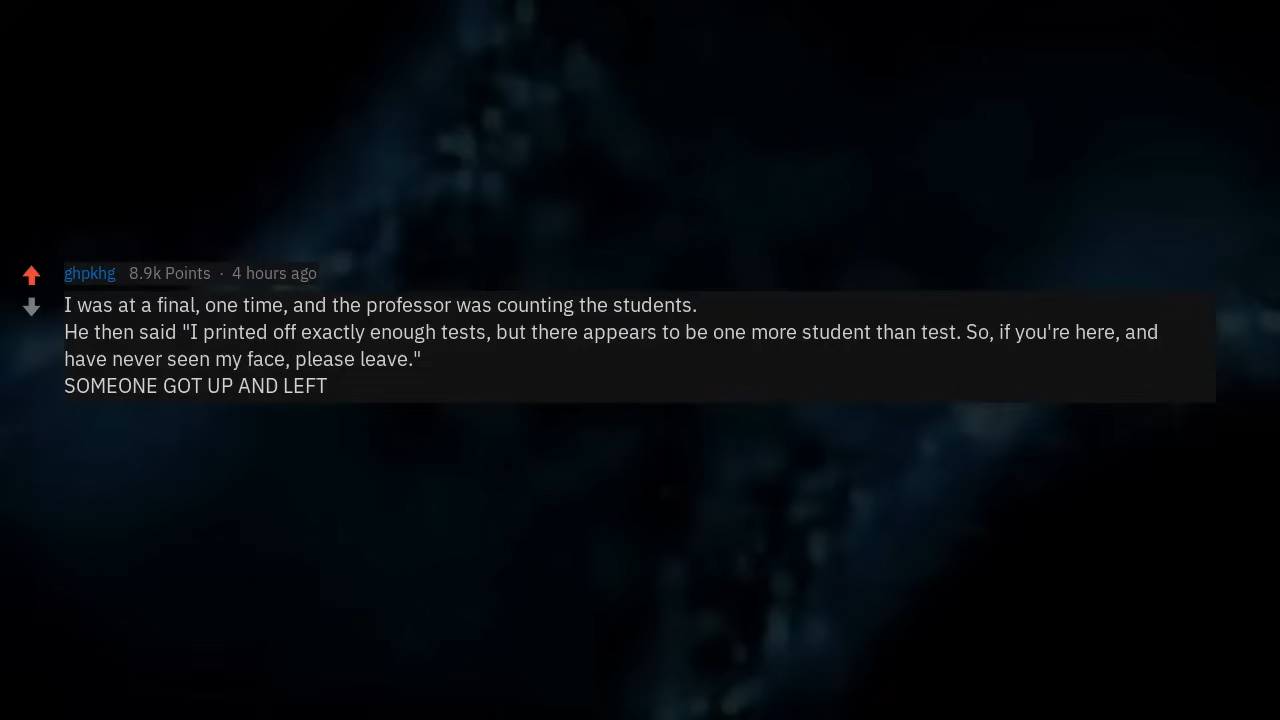 ghpkhg 8.9k Points · 4 hours ago
I was at a final, one time, and the professor was counting the students.
He then said "I printed off exactly enough tests, but there appears to be one more student than test. So, if you're here, and
have never seen my face, please leave."
SOMEONE GOT UP AND LEFT